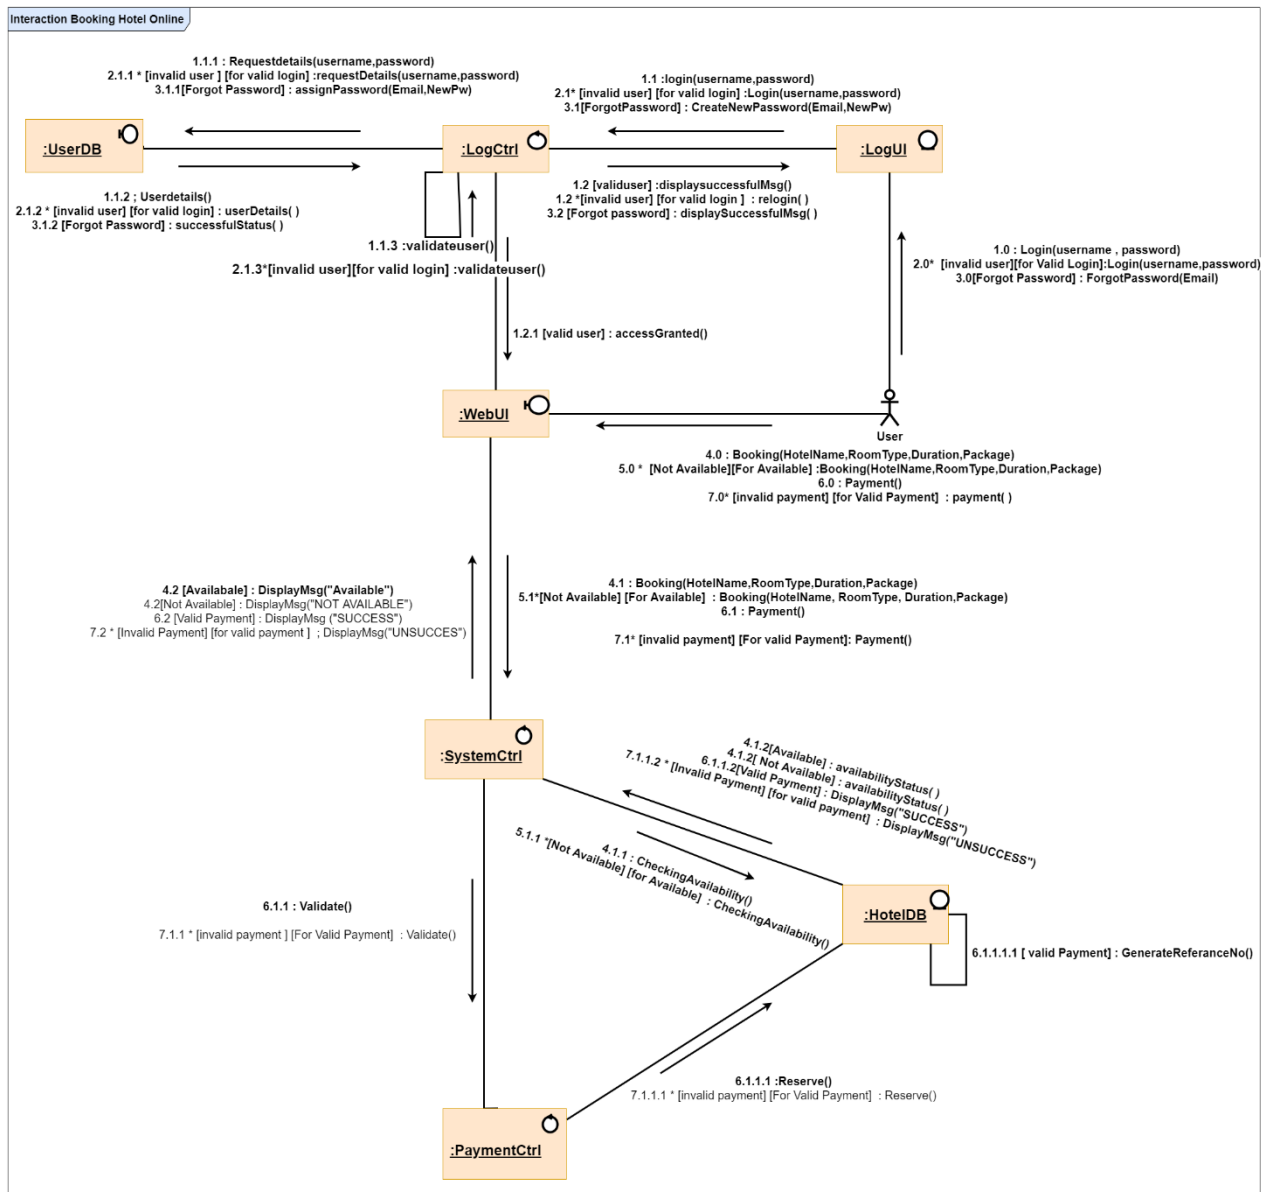 Interaction Booking Hotel Online
1.1.1 : Requestdetails(username,password)
2.1.1 * [invalid user ] [for valid login] :requestDetails(username,password)
3.1.1[Forgot Password] : assignPassword(Email,NewPw)
1.1 :login(username,password)
2.1* [invalid user] [for valid login] :Login(username,password)
3.1[ForgotPassword] : CreateNewPassword(Email,NewPw)
:UserDB
:LogCtrl
:LogUI
1.1.2 ; Userdetails()
2.1.2 * [invalid user] [for valid login] : userDetails( )
3.1.2 [Forgot Password] : successfulStatus( )
1.2 [validuser] :displaysuccessfulMsg()
1.2 *[invalid user] [for valid login ] : relogin( )
3.2 [Forgot password] : displaySuccessfulMsg( )
1.1.3 :validateuser()
2.1.3*[invalid user][for valid login] :validateuser()
1.0 : Login(username , password)
2.0* [invalid user][for Valid Login]:Login(username,password)
3.0[Forgot Password] : ForgotPassword(Email)
1.2.1 [valid user] : accessGranted()
:WebUI
User
4.0 : Booking(HotelName,RoomType,Duration,Package)
5.0 * [Not Available][For Available] :Booking(HotelName,RoomType,Duration,Package)
6.0 : Payment()
7.0* [invalid payment] [for Valid Payment] : payment( )
4.2 [Availabale] : DisplayMsg("Available")
4.2[Not Available] : DisplayMsg("NOT AVAILABLE")
6.2 [Valid Payment] : DisplayMsg ("SUCCESS")
7.2 * [Invalid Payment] [for valid payment ] ; DisplayMsg("UNSUCCES")
4.1 : Booking(HotelName,RoomType,Duration,Package)
5.1*[Not Available] [For Available] : Booking(HotelName, RoomType, Duration,Package)
6.1 : Payment()
7.1* [invalid payment] [For valid Payment]: Payment()
:SystemCtrl
4.1.2[Available] : availabilityStatus( )
4.1.2[ Not Available] : availabilityStatus( )
6.1.1.2[Valid Payment] : DisplayMsg("SUCCESS")
7.1.1.2 * [Invalid Payment] [for valid payment] : DisplayMsg("UNSUCCESS")
4.1.1 : CheckingAvailability()
5.1.1 *[Not Available] [for Available] : CheckingAvailability()
6.1.1 : Validate()
7.1.1 * [invalid payment ] [For Valid Payment] : Validate()
:HotelDB
6.1.1.1.1 [ valid Payment] : GenerateReferanceNo()
6.1.1.1 :Reserve()
7.1.1.1 * [invalid payment] [For Valid Payment] : Reserve()
:PaymentCtrl